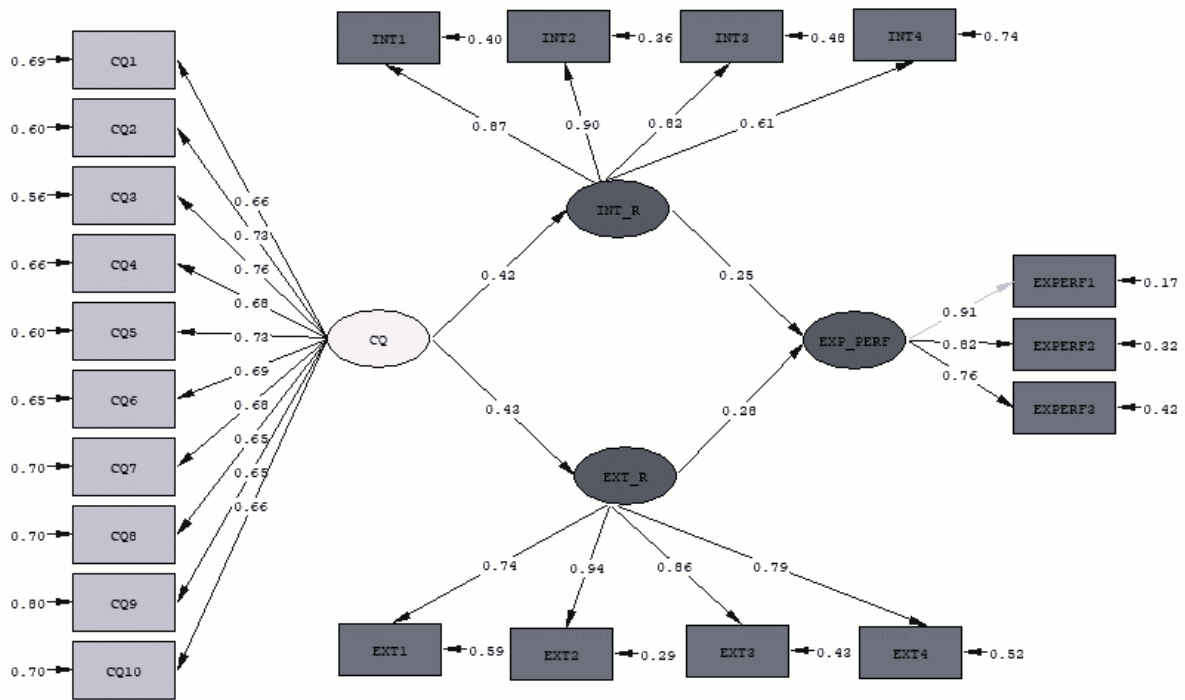 INT1
0.40
INT2
0.36
INT3
0.48
INT4
0.74
0.69
CQ1
0.60
CQ2
0.56
CQ3
0.66
CQ4
0.60
CQ5
0.65
CQ6
0.70
CQ7
0.70
CQ8
0.80
CQ9
0.70
CQ10
0.66
0.73
0.76
0.68
0.73
0.69
0.68
0.65
0.65
0.66
CQ
0.87
0.90
0.82
0.61
INT_R
0.42
0.25
0.43
0.28
EXT_R
EXP_PERF
0.91
0.82
0.76
EXPERF1
0.17
EXPERF2
0.32
EXPERF3
0.42
0.74
0.94
0.86
0.79
EXT1
0.59
EXT2
0.29
EXT3
0.43
EXT4
0.52